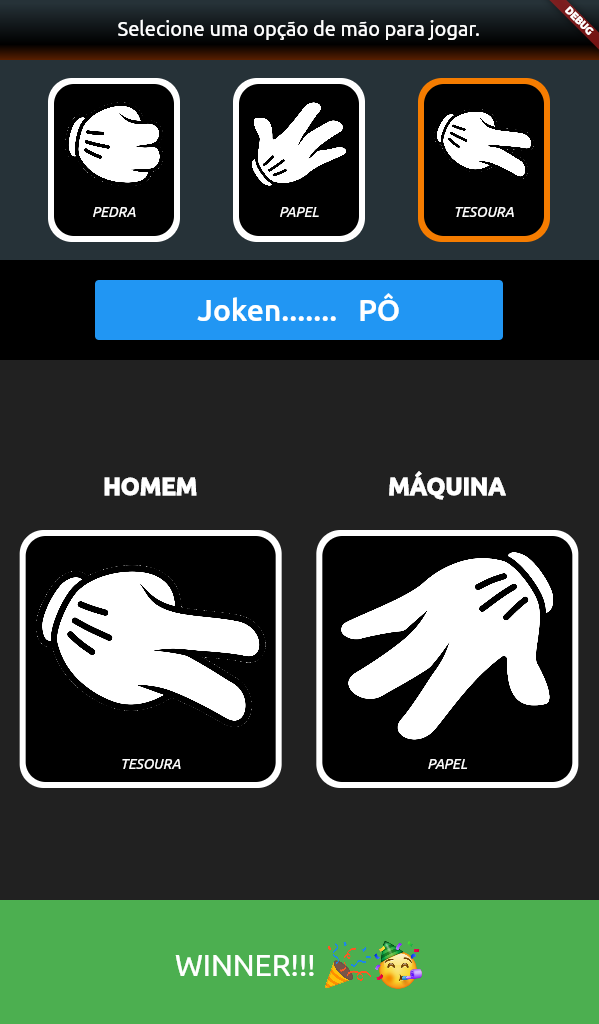 Selecione uma opção de mão para jogar.
DEBUG
PEDRA
PAPEL
TESOURA
Joken....... PÔ
HOMEM
MÁQUINA
TESOURA
PAPEL
WINNER!!! 🎉🥳